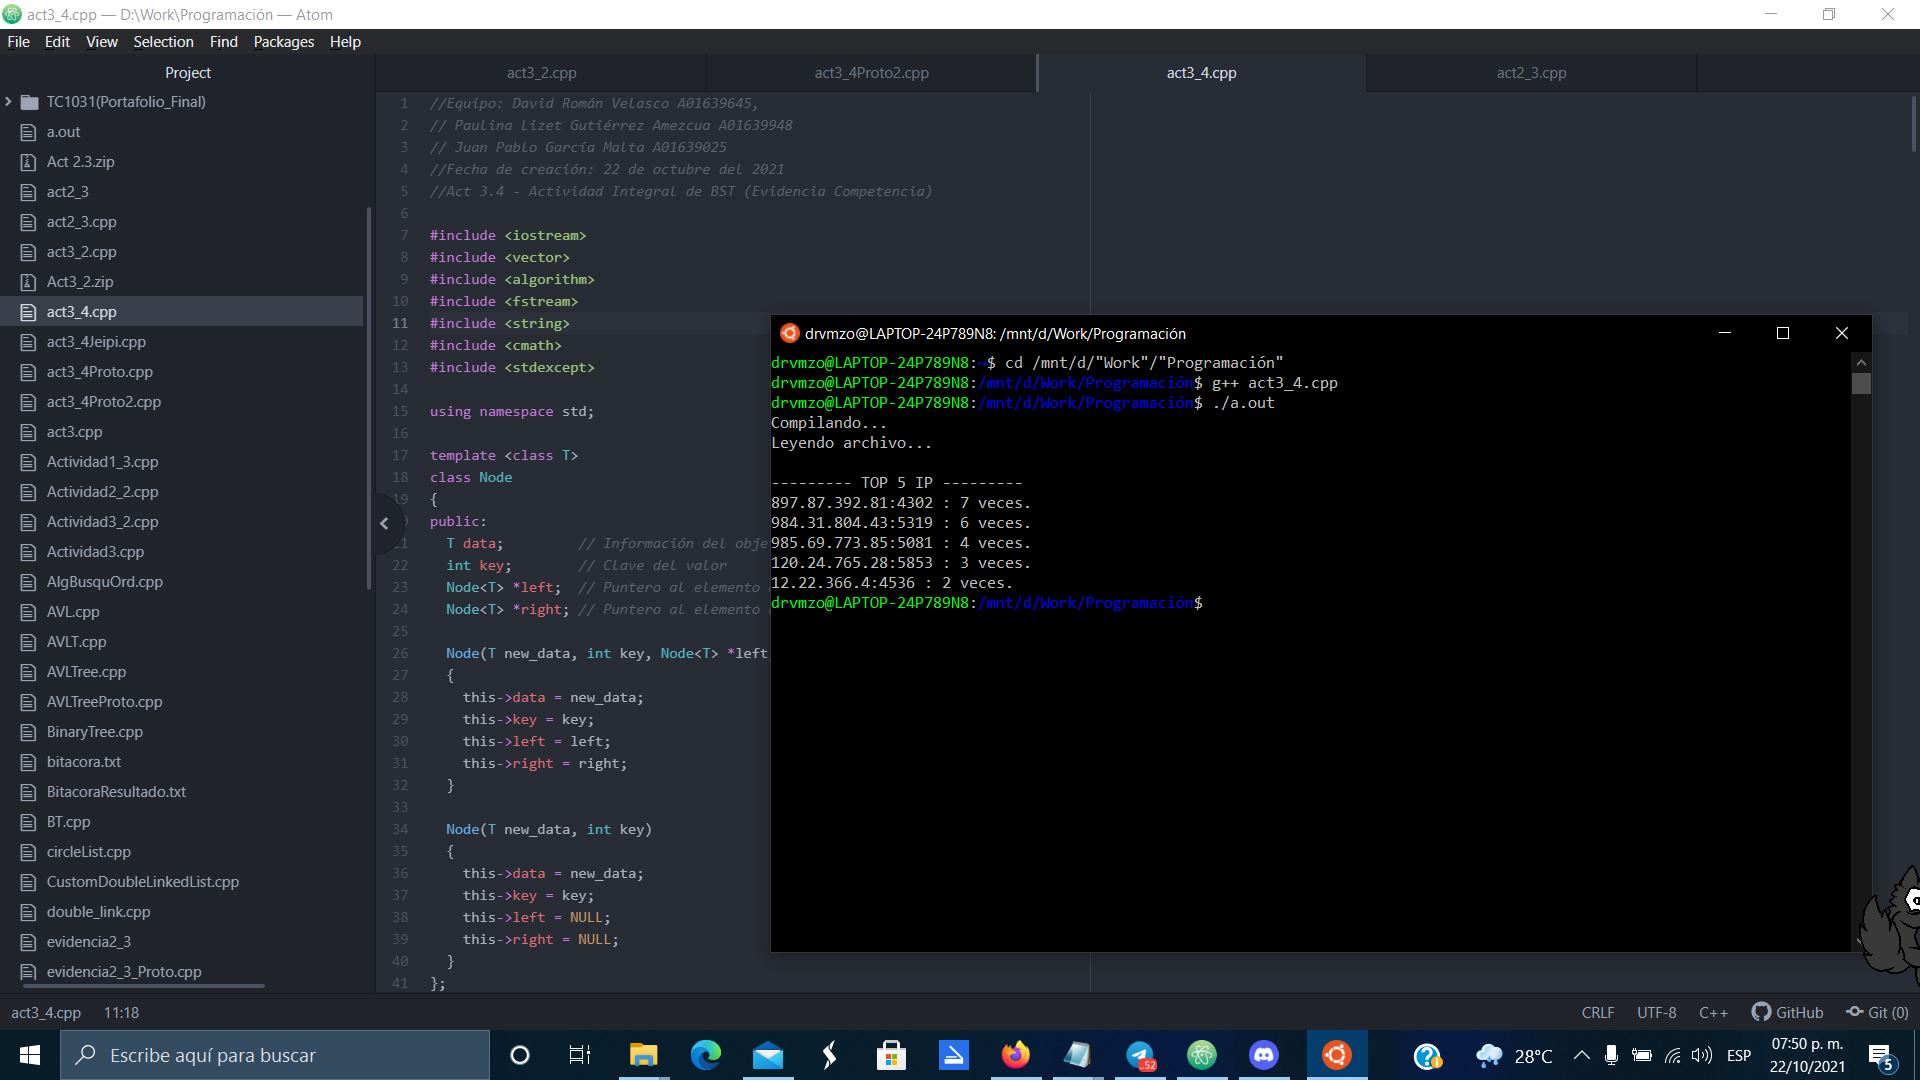 act3_4.cpp — D:\Work\Programación — Atom
File Edit View Selection Find Packages Help
Project
TC1031(Portafolio_Final)
a.out
Act 2.3.zip
act2_3
act2_3.cpp
act3_2.cpp
Act3_2.zip
act3_4.cpp
act3_4Jeipi.cpp
act3_4Proto.cpp
act3_4Proto2.cpp
act3.cpp
Actividad1_3.cpp
Actividad2_2.cpp
Actividad3_2.cpp
Actividad3.cpp
AlgBusquOrd.cpp
AVL.cpp
AVLT.cpp
AVLTree.cpp
AVLTreeProto.cpp
BinaryTree.cpp
bitacora.txt
BitacoraResultado.txt
BT.cpp
circleList.cpp
CustomDoubleLinkedList.cpp
double_link.cpp
evidencia2_3
evidencia2_3_Proto.cpp
act3_2.cpp act3_4Proto2.cpp act3_4.cpp act2_3.cpp
1 //Equipo: David Román Velasco A01639645,
2 // Paulina Lizet Gutiérrez Amezcua A01639948
3 // Juan Pablo García Malta A01639025
4 //Fecha de creación: 22 de octubre del 2021
5 //Act 3.4 - Actividad Integral de BST (Evidencia Competencia)
6
7 #include <iostream>
8 #include <vector>
9 #include <algorithm>
10 #include <fstream>
11 #include <string>
12 #include <cmath>
13 #include <stdexcept>
14
15 using namespace std;
16
17 template <class T>
18 class Node
19 {
public:
21 T data; // Información del obje
22 int key; // Clave del valor
23 Node<T> *left; // Puntero al elemento
24 Node<T> *right; // Puntero al elemento
25
26 Node(T new_data, int key, Node<T> *left
27 {
28 this->data = new_data;
29 this->key = key;
30 this->left = left;
31 this->right = right;
32 }
33
34 Node(T new_data, int key)
35 {
36 this->data = new_data;
37 this->key = key;
38 this->left = NULL;
39 this->right = NULL;
40 }
41 };
drvmzo@LAPTOP-24P789N8: /mnt/d/Work/Programación
drvmzo@LAPTOP-24P789N8:~$ cd /mnt/d/"Work"/"Programación"
drvmzo@LAPTOP-24P789N8:/mnt/d/Work/Programación$ g++ act3_4.cpp
drvmzo@LAPTOP-24P789N8:/mnt/d/Work/Programación$ ./a.out
Compilando...
Leyendo archivo...
--------- TOP 5 IP ---------
897.87.392.81:4302 : 7 veces.
984.31.804.43:5319 : 6 veces.
985.69.773.85:5081 : 4 veces.
120.24.765.28:5853 : 3 veces.
12.22.366.4:4536 : 2 veces.
drvmzo@LAPTOP-24P789N8:/mnt/d/Work/Programación$
act3_4.cpp 11:18 CRLF UTF-8 C++ GitHub Git (0)
Escribe aquí para buscar
28°C ESP
07:50 p. m.
22/10/2021
5